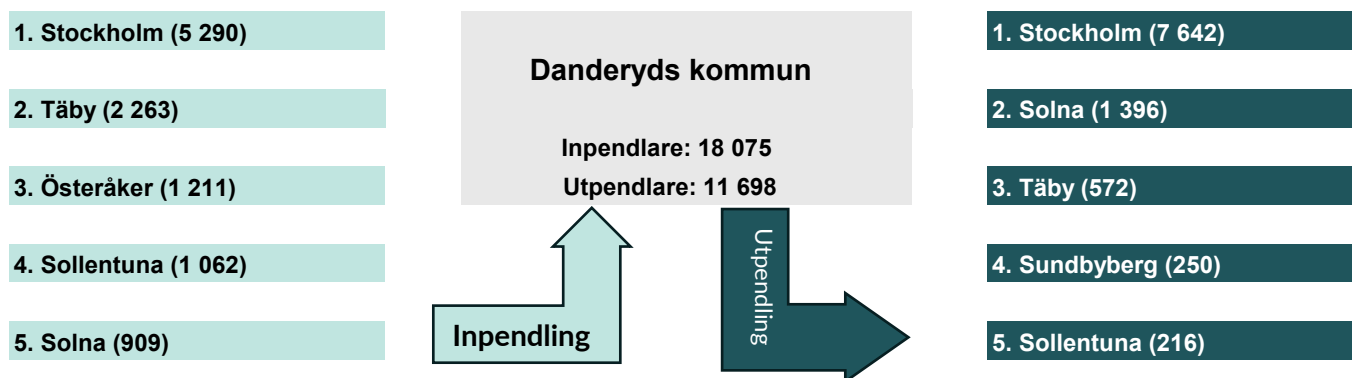 1. Stockholm (5 290)
2. Täby (2 263)
3. Österåker (1 211)
4. Sollentuna (1 062)
5. Solna (909)
Danderyds kommun
Inpendlare: 18 075
Utpendlare: 11 698
Inpendling
Utpendling
1. Stockholm (7 642)
2. Solna (1 396)
3. Täby (572)
4. Sundbyberg (250)
5. Sollentuna (216)